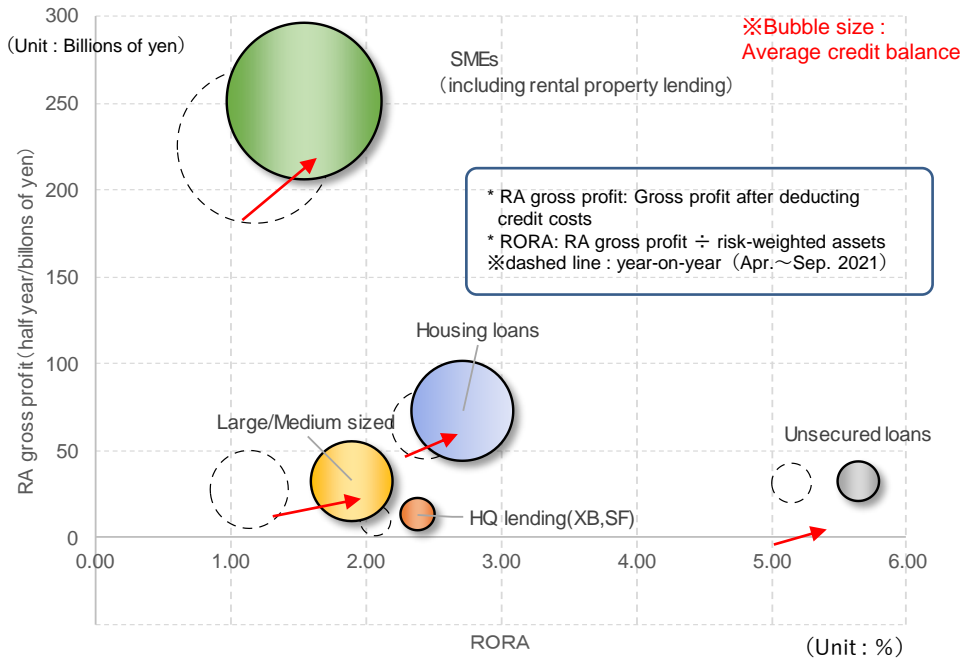 300
（Unit : Billions of yen）
250
200
150
100
50
0
RA gross profit（half year/billions of yen）
※Bubble size :
Average credit balance
SMEs
（including rental property lending）
* RA gross profit: Gross profit after deducting
credit costs
* RORA: RA gross profit ÷ risk-weighted assets
※dashed line : year-on-year（Apr.～Sep. 2021）
Housing loans
Large/Medium sized
Unsecured loans
HQ lending(XB,SF)
0.00 1.00 2.00 3.00 4.00 5.00 6.00
RORA
（Unit : %）